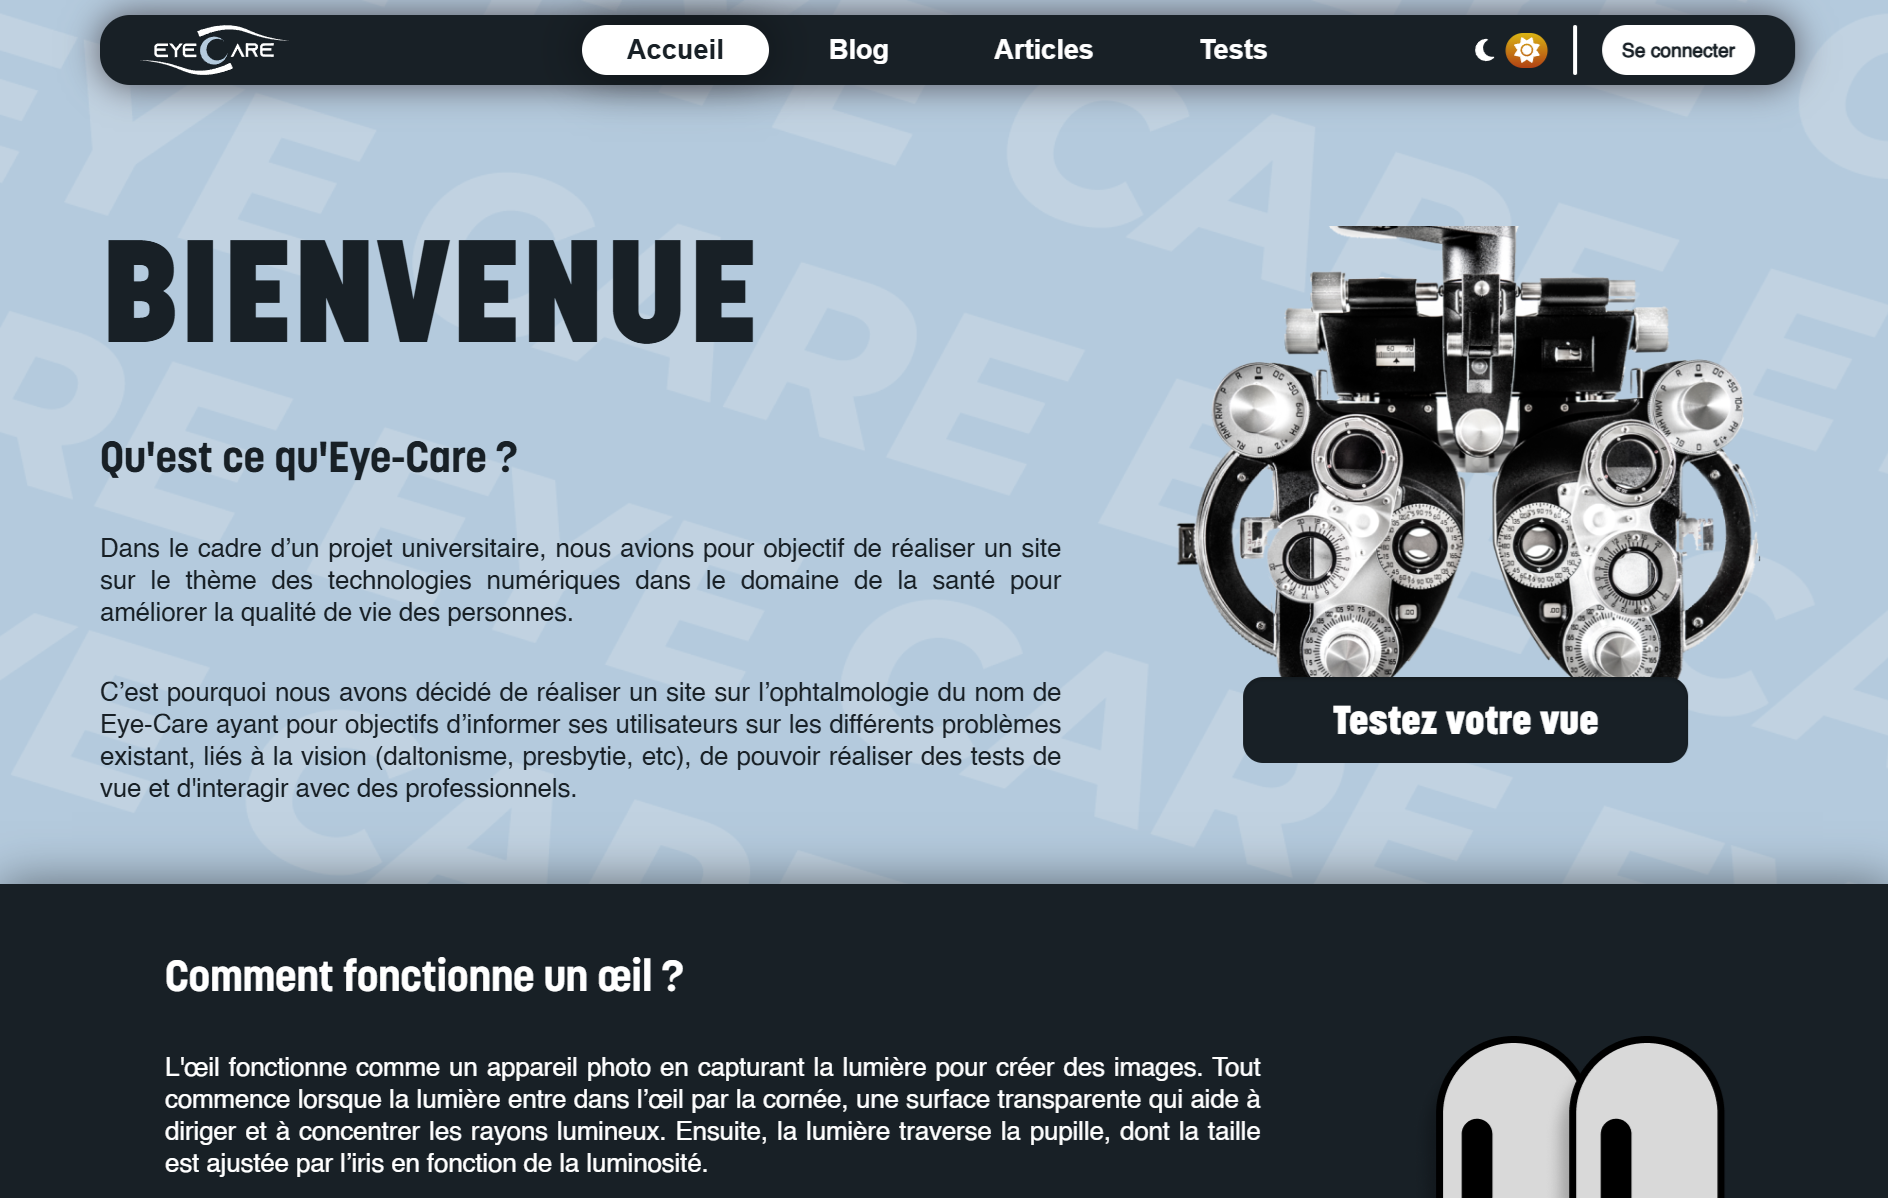 EYE CARE
Accueil
Blog
Articles
Tests
Se connecter
BIENVENUE
Qu'est ce qu'Eye-Care ?
Dans le cadre d’un projet universitaire, nous avions pour objectif de réaliser un site
sur le thème des technologies numériques dans le domaine de la santé pour
améliorer la qualité de vie des personnes.
C’est pourquoi nous avons décidé de réaliser un site sur l’ophtalmologie du nom de
Eye-Care ayant pour objectifs d’informer ses utilisateurs sur les différents problèmes
existant, liés à la vision (daltonisme, presbytie, etc), de pouvoir réaliser des tests de
vue et d'interagir avec des professionnels.
Testez votre vue
Comment fonctionne un œil ?
L'œil fonctionne comme un appareil photo en capturant la lumière pour créer des images. Tout
commence lorsque la lumière entre dans l’œil par la cornée, une surface transparente qui aide à
diriger et à concentrer les rayons lumineux. Ensuite, la lumière traverse la pupille, dont la taille
est ajustée par l’iris en fonction de la luminosité.